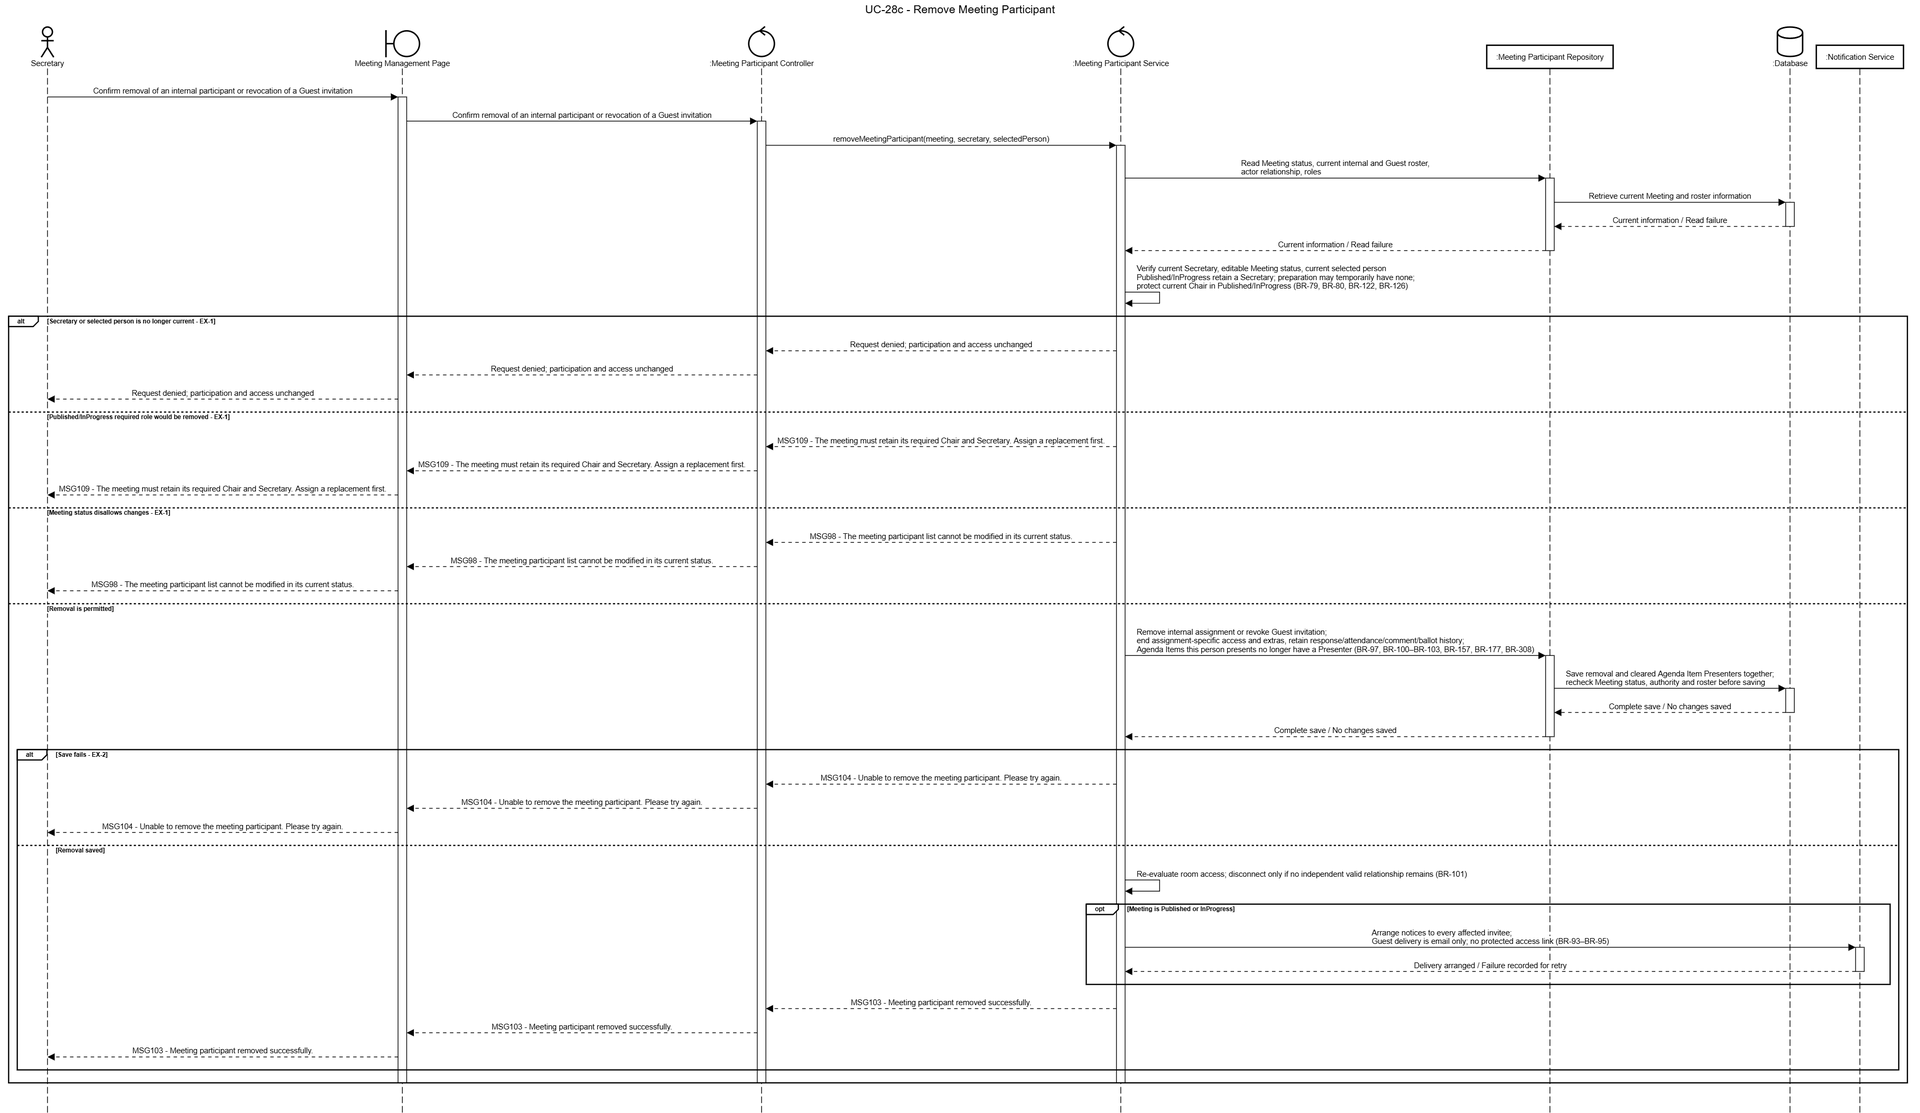 UC-28c - Remove Meeting Participant
Secretary
Meeting Management Page
:Meeting Participant Controller
:Meeting Participant Service
:Meeting Participant Repository
:Database
:Notification Service
Confirm removal of an internal participant or revocation of a Guest invitation
Confirm removal of an internal participant or revocation of a Guest invitation
removeMeetingParticipant(meeting, secretary, selectedPerson)
Read Meeting status, current internal and Guest roster,
actor relationship, roles
Retrieve current Meeting and roster information
Current information / Read failure
Current information / Read failure
Verify current Secretary, editable Meeting status, current selected person
Published/InProgress retain a Secretary; preparation may temporarily have none;
protect current Chair in Published/InProgress (BR-79, BR-80, BR-122, BR-126)
alt
[Secretary or selected person is no longer current - EX-1]
Request denied; participation and access unchanged
Request denied; participation and access unchanged
Request denied; participation and access unchanged
[Published/InProgress required role would be removed - EX-1]
MSG109 - The meeting must retain its required Chair and Secretary. Assign a replacement first.
MSG109 - The meeting must retain its required Chair and Secretary. Assign a replacement first.
MSG109 - The meeting must retain its required Chair and Secretary. Assign a replacement first.
[Meeting status disallows changes - EX-1]
MSG98 - The meeting participant list cannot be modified in its current status.
MSG98 - The meeting participant list cannot be modified in its current status.
MSG98 - The meeting participant list cannot be modified in its current status.
[Removal is permitted]
Remove internal assignment or revoke Guest invitation;
end assignment-specific access and extras, retain response/attendance/comment/ballot history;
Agenda Items this person presents no longer have a Presenter (BR-97, BR-100–BR-103, BR-157, BR-177, BR-308)
Save removal and cleared Agenda Item Presenters together;
recheck Meeting status, authority and roster before saving
Complete save / No changes saved
Complete save / No changes saved
alt
[Save fails - EX-2]
MSG104 - Unable to remove the meeting participant. Please try again.
MSG104 - Unable to remove the meeting participant. Please try again.
MSG104 - Unable to remove the meeting participant. Please try again.
[Removal saved]
Re-evaluate room access; disconnect only if no independent valid relationship remains (BR-101)
opt
[Meeting is Published or InProgress]
Arrange notices to every affected invitee;
Guest delivery is email only; no protected access link (BR-93–BR-95)
Delivery arranged / Failure recorded for retry
MSG103 - Meeting participant removed successfully.
MSG103 - Meeting participant removed successfully.
MSG103 - Meeting participant removed successfully.